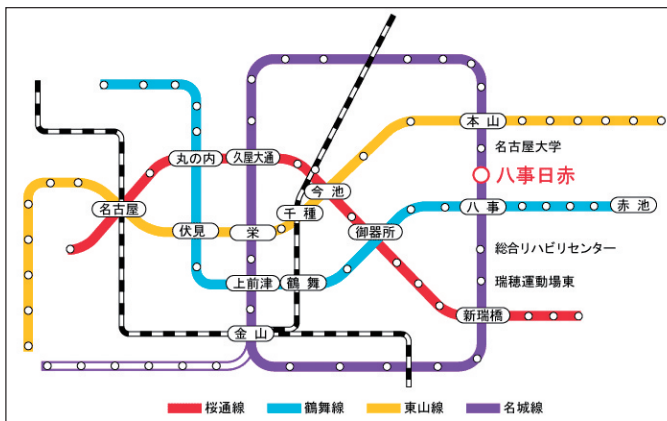 本山
名古屋大学
丸の内
久屋大通
八事日赤
今池
千種
名古屋
八事
赤池
伏見
栄
御器所
総合リハビリセンター
上前津
鶴舞
瑞穂運動場東
新瑞橋
金山
桜通線
鶴舞線
東山線
名城線